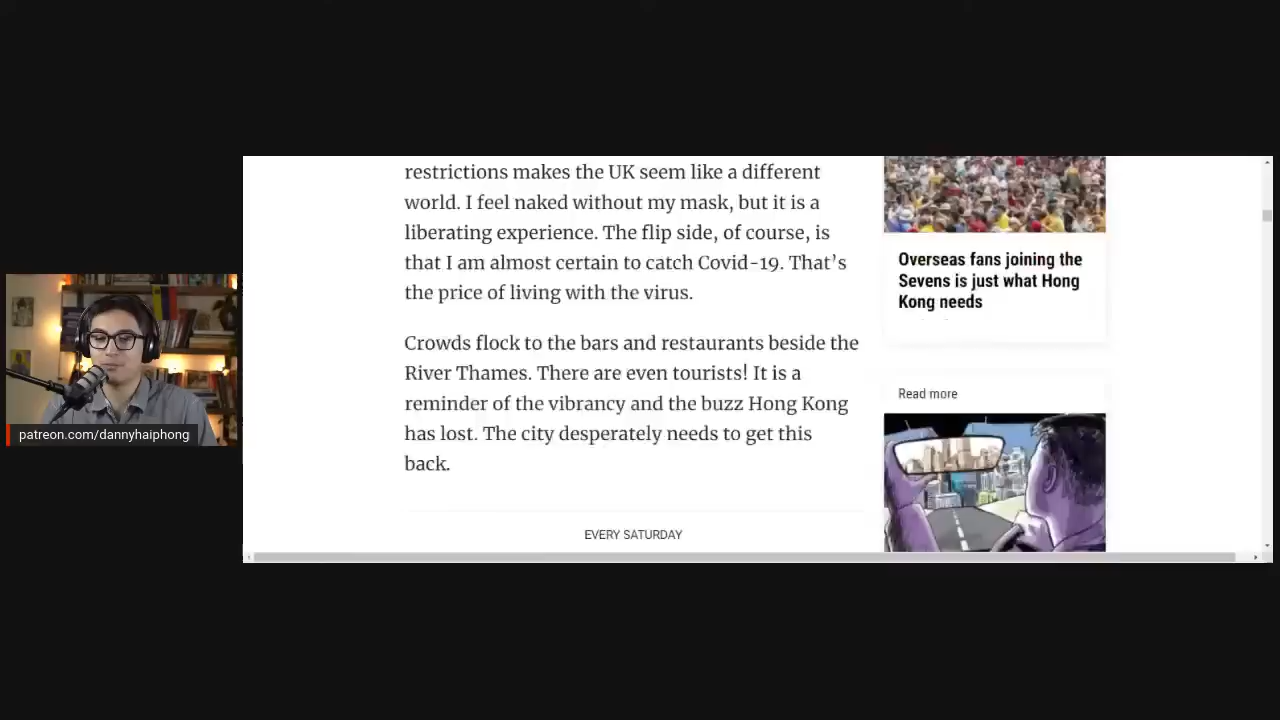 restrictions makes the UK seem like a different
world. I feel naked without my mask, but it is a
liberating experience. The flip side, of course, is
that I am almost certain to catch Covid-19. That’s
the price of living with the virus.
Crowds flock to the bars and restaurants beside the
River Thames. There are even tourists! It is a
reminder of the vibrancy and the buzz Hong Kong
has lost. The city desperately needs to get this
back.
EVERY SATURDAY
Overseas fans joining the
Sevens is just what Hong
Kong needs
Read more
patreon.com/dannyhaiphong